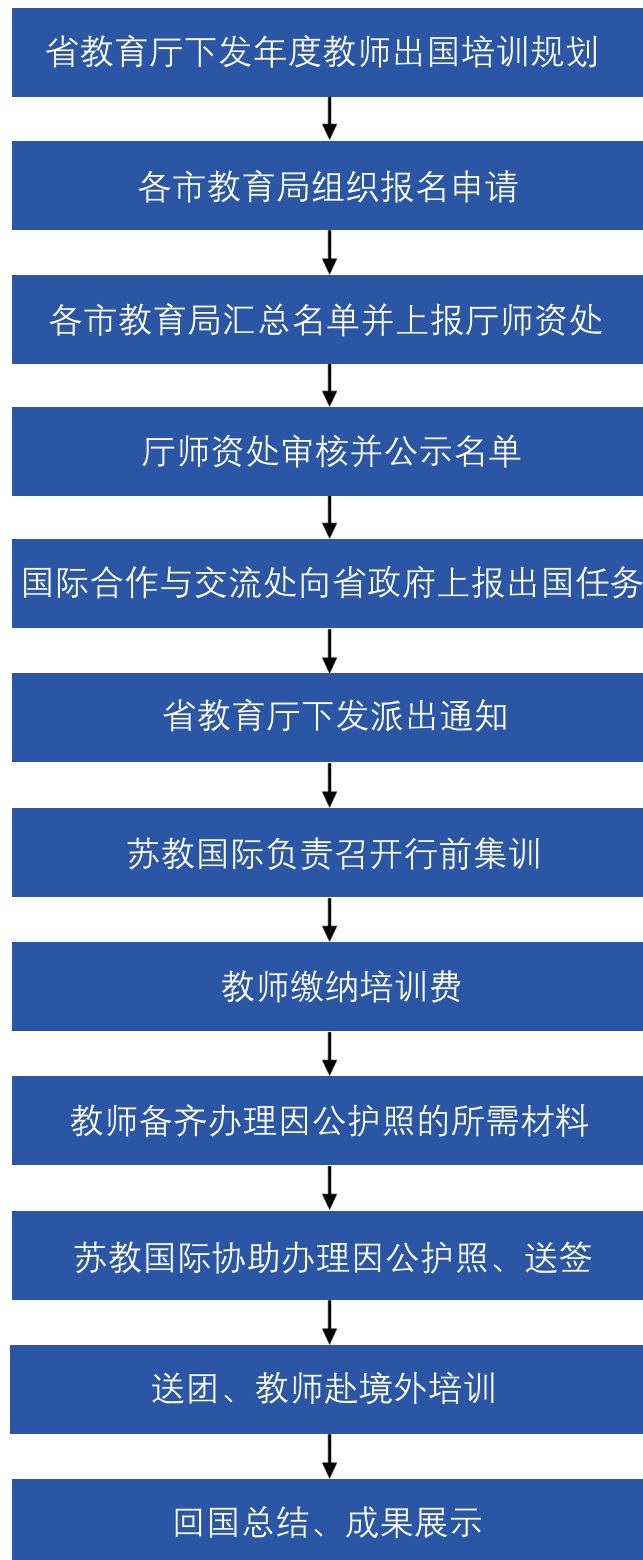 省教育厅下发年度教师出国培训规划
各市教育局组织报名申请
各市教育局汇总名单并上报厅师资处
厅师资处审核并公示名单
国际合作与交流处向省政府上报出国任务
省教育厅下发派出通知
苏教国际负责召开行前集训
教师缴纳培训费
教师备齐办理因公护照的所需材料
苏教国际协助办理因公护照、送签
送团、教师赴境外培训
回国总结、成果展示